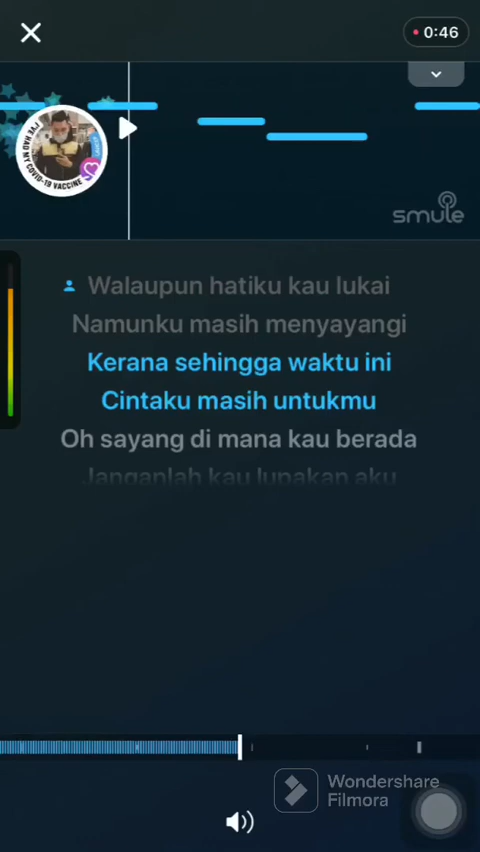 0:46
I'VE HAD MY COVID-19 VACCINE
smule
Walaupun hatiku kau lukai
Namunku masih menyayangi
Kerana sehingga waktu ini
Cintaku masih untukmu
Oh sayang di mana kau berada
Janganlah kau lupakan aku
Wondershare
Filmora